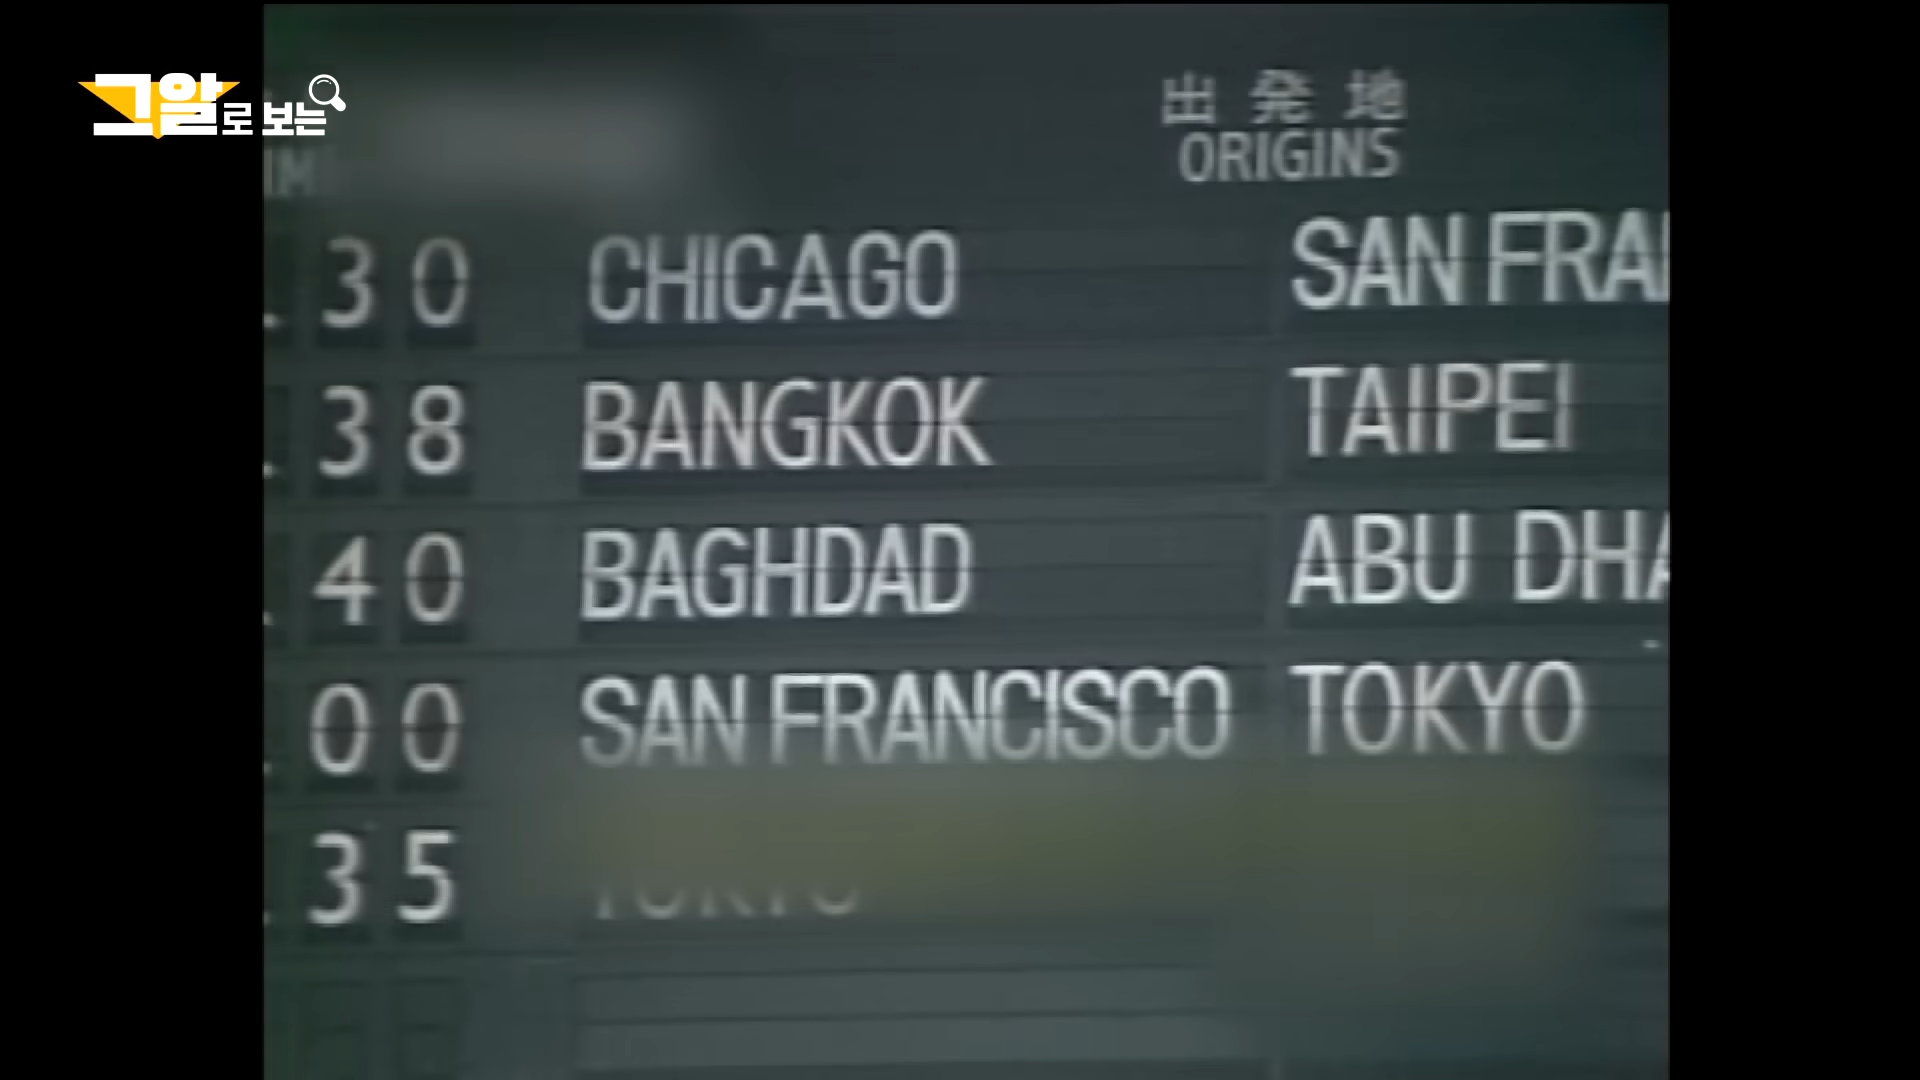 그알로 보는
出発地
ORIGINS
.30 CHICAGO SAN FRA
.38 BANGKOK TAIPEI
.40 BAGHDAD ABU DHA
.00 SAN FRANCISCO TOKYO
.35 TOKYO